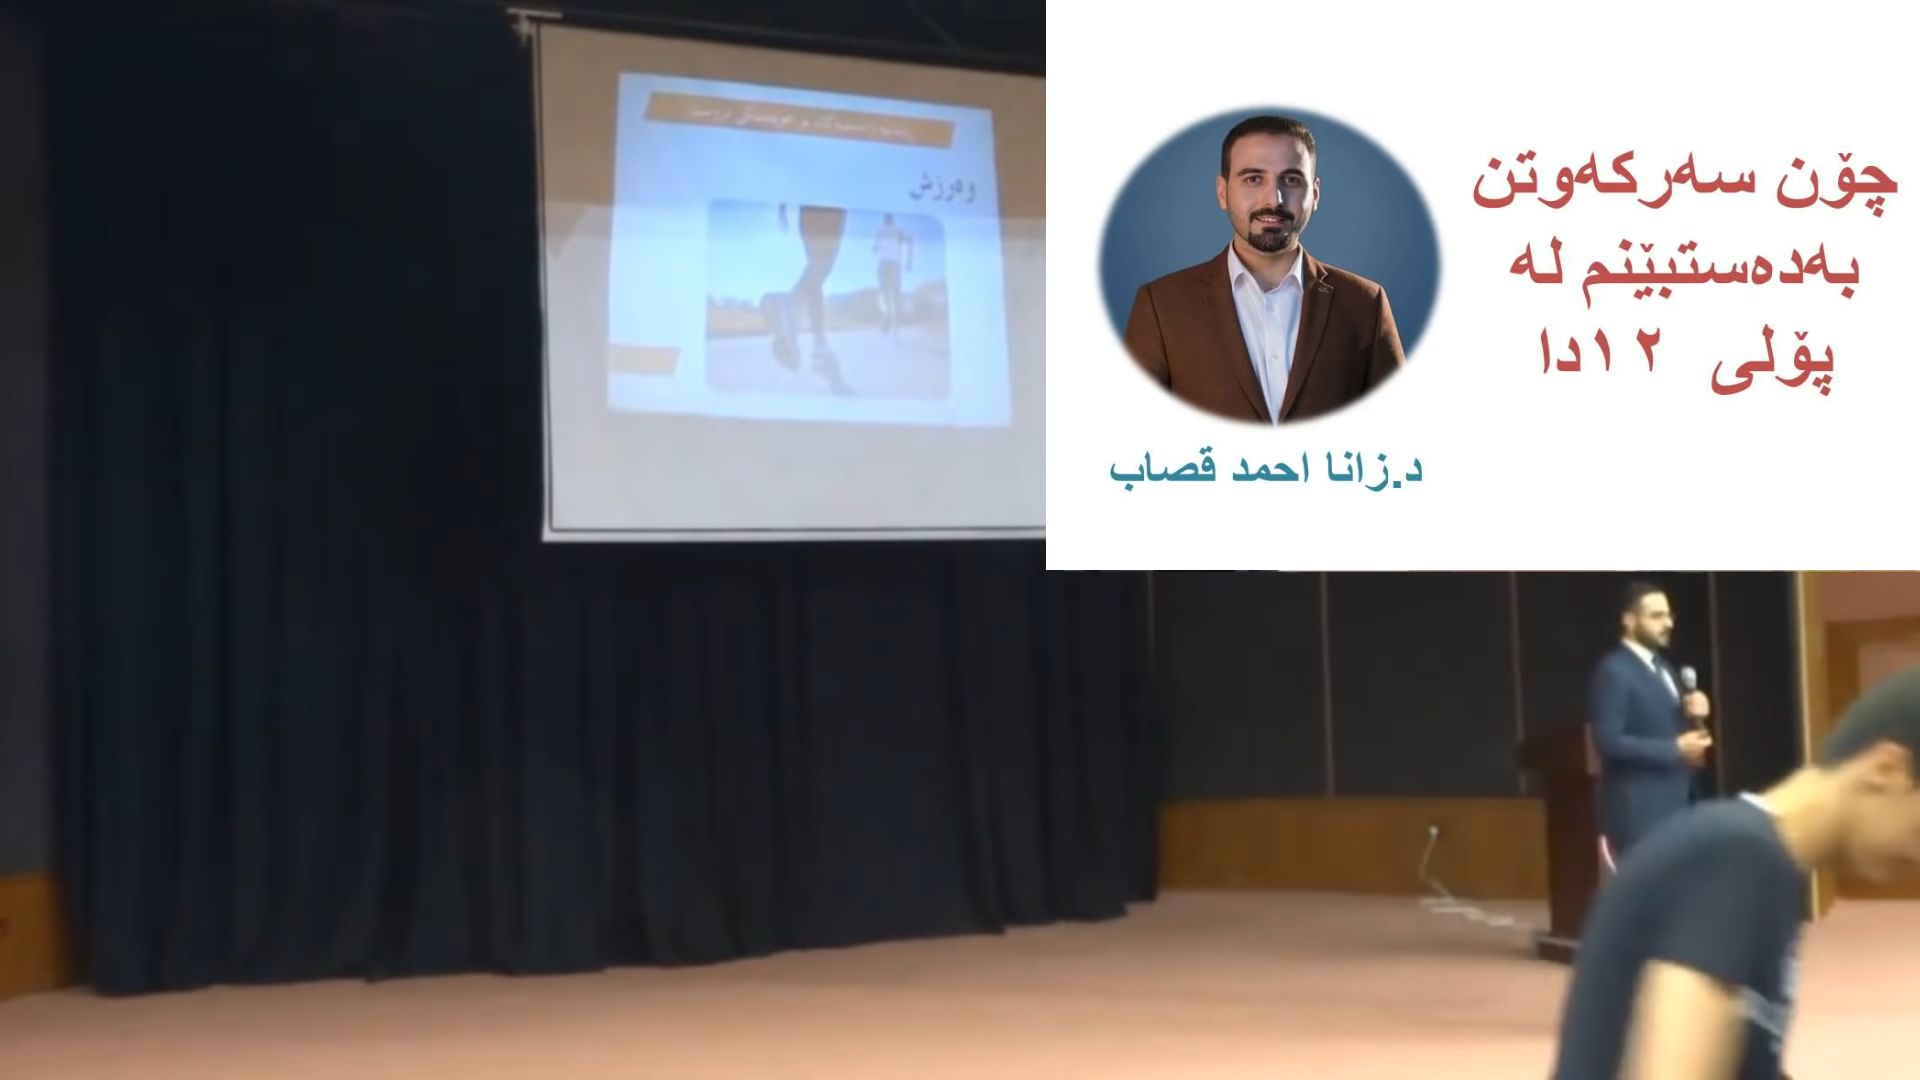 چۆن سەرکەوتن
بەدەستبێنم لە
پۆلی ١٢دا
د.زانا احمد قصاب
وەرزش